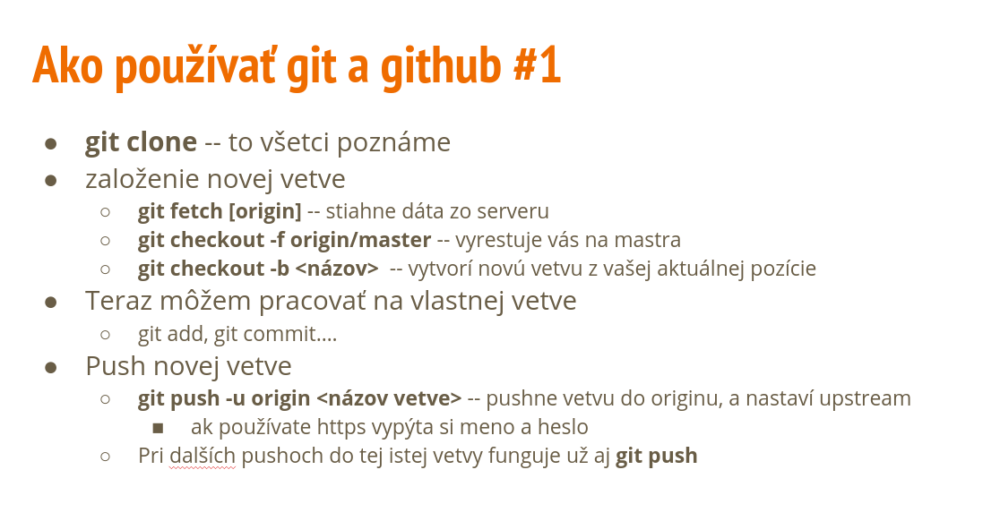 Ako používať git a github #1
● git clone -- to všetci poznáme
● založenie novej vetve
○ git fetch [origin] -- stiahne dáta zo serveru
○ git checkout -f origin/master -- vyrestuje vás na mastra
○ git checkout -b <názov> -- vytvorí novú vetvu z vašej aktuálnej pozície
● Teraz môžem pracovať na vlastnej vetve
○ git add, git commit....
● Push novej vetve
○ git push -u origin <názov vetve> -- pushne vetvu do originu, a nastaví upstream
■ ak používate https vypýta si meno a heslo
○ Pri dalších pushoch do tej istej vetvy funguje už aj git push